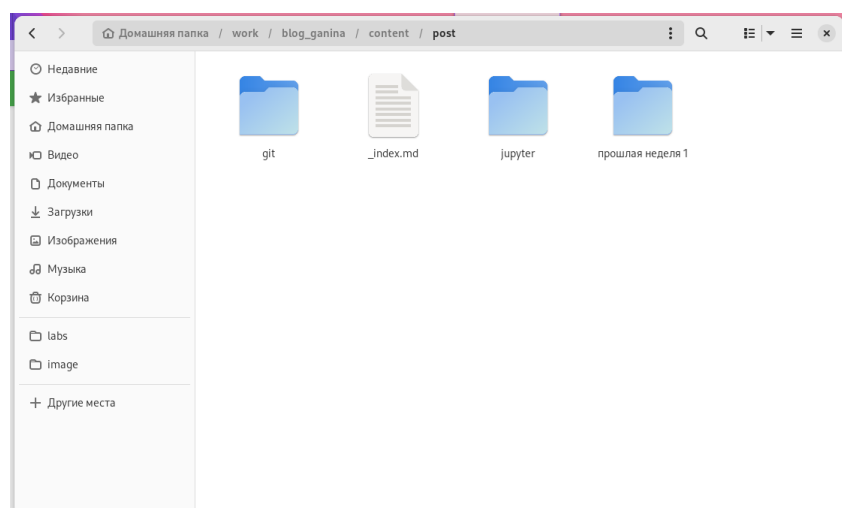 Домашняя папка / work / blog_ganina / content / post
Недавние
Избранные
Домашняя папка
Видео
Документы
Загрузки
Изображения
Музыка
Корзина
labs
image
Другие места
git
_index.md
jupyter
прошлая неделя 1